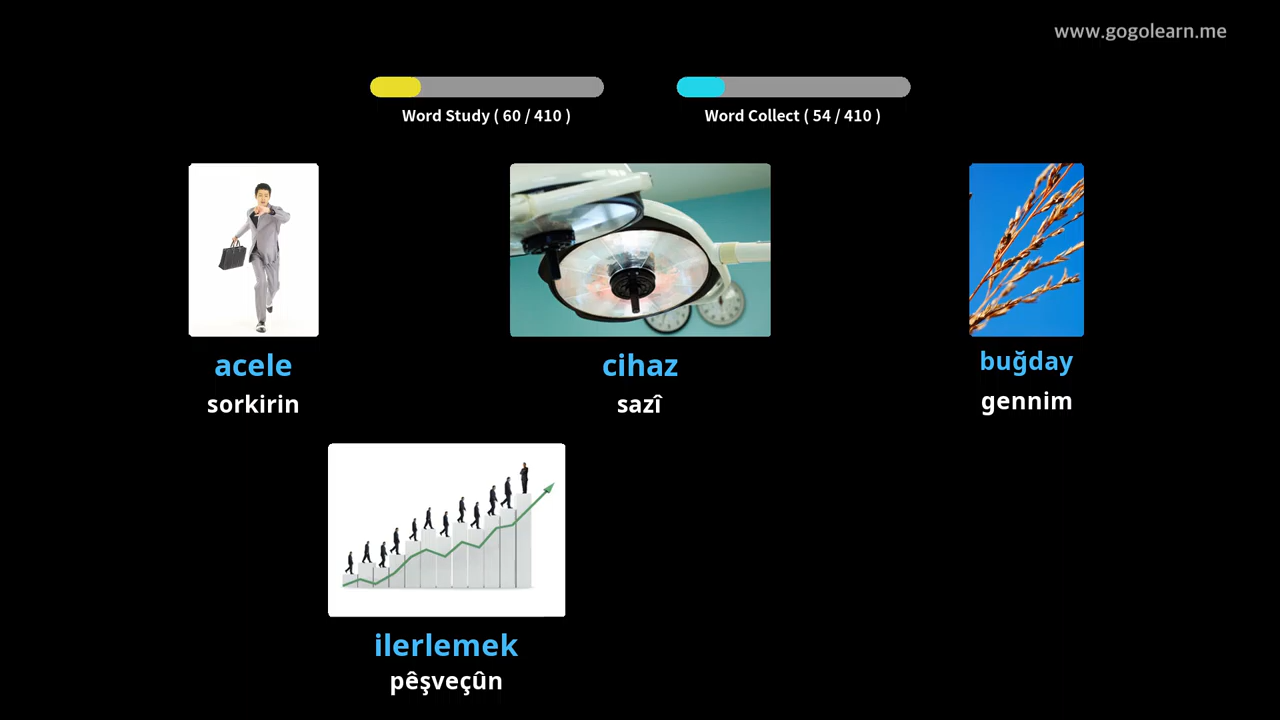 www.gogolearn.me
Word Study ( 60 / 410 )
Word Collect ( 54 / 410 )
acele
sorkirin
cihaz
sazî
buğday
gennim
ilerlemek
pêşveçûn